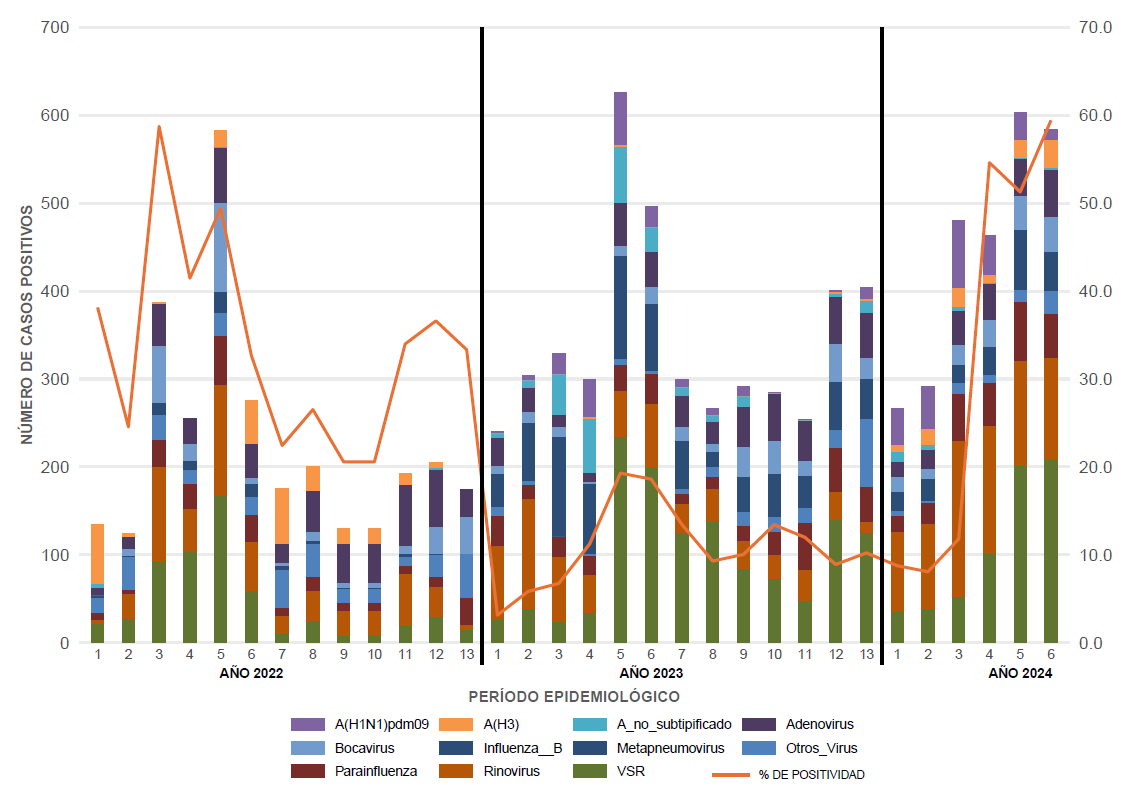 700
600
500
400
300
200
100
0
NÚMERO DE CASOS POSITIVOS
70.0
60.0
50.0
40.0
30.0
20.0
10.0
0.0
1 2 3 4 5 6 7 8 9 10 11 12 13 1 2 3 4 5 6 7 8 9 10 11 12 13 1 2 3 4 5 6
AÑO 2022 AÑO 2023 AÑO 2024
PERÍODO EPIDEMIOLÓGICO
A(H1N1)pdm09 A(H3) A_no_subtipificado Adenovirus
Bocavirus Influenza__B Metapneumovirus Otros_Virus
Parainfluenza Rinovirus VSR % DE POSITIVIDAD